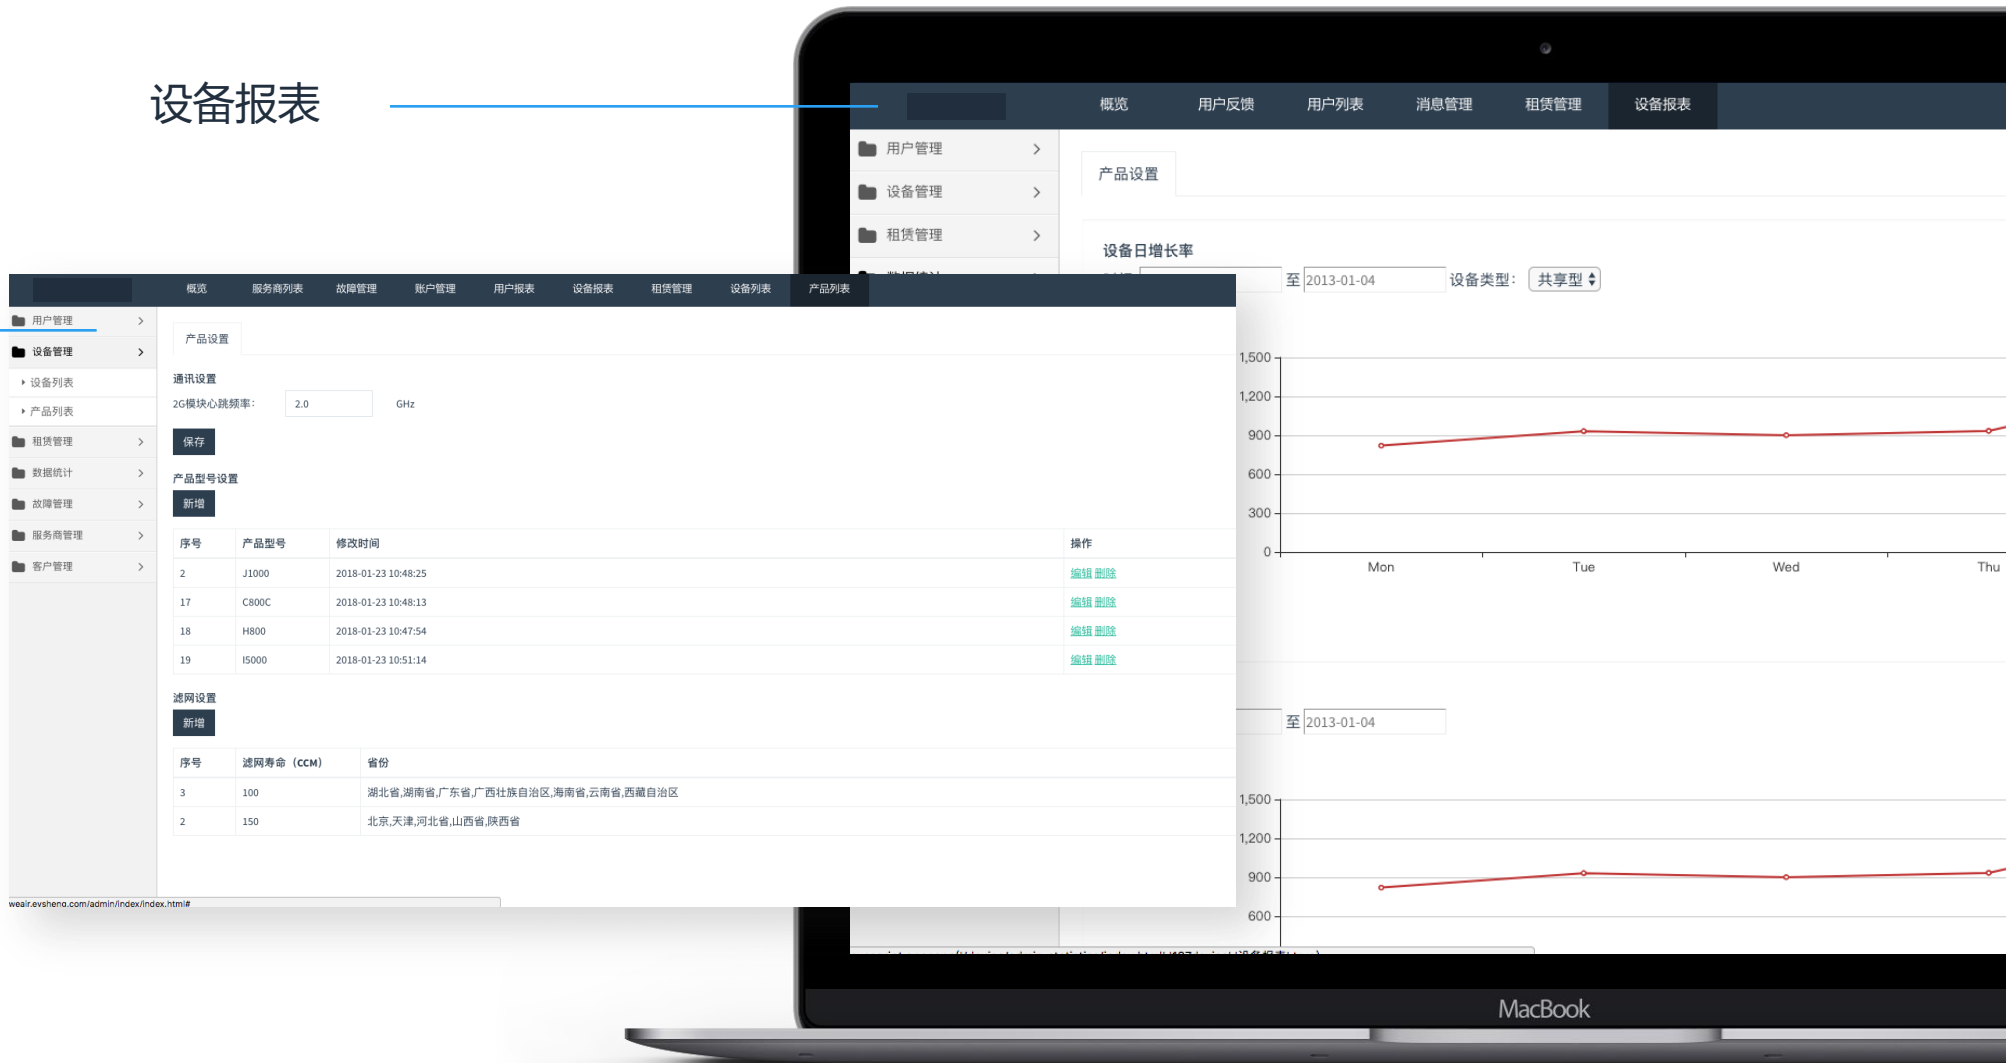 设备报表
概览 用户反馈 用户列表 消息管理 租赁管理 设备报表
用户管理
设备管理
租赁管理
产品设置
设备日增长率
至 2013-01-04 设备类型： 共享型
1,500
1,200
900
600
300
0
Mon Tue Wed Thu
至 2013-01-04
1,500
1,200
900
600
概览 服务商列表 故障管理 账户管理 用户报表 设备报表 租赁管理 设备列表 产品列表
用户管理
设备管理
设备列表
产品列表
租赁管理
数据统计
故障管理
服务商管理
客户管理
产品设置
通讯设置
2G模块心跳频率： 2.0 GHz
保存
产品型号设置
新增
序号 产品型号 修改时间 操作
2 J1000 2018-01-23 10:48:25 编辑 删除
17 C800C 2018-01-23 10:48:13 编辑 删除
18 H800 2018-01-23 10:47:54 编辑 删除
19 I5000 2018-01-23 10:51:14 编辑 删除
滤网设置
新增
序号 滤网寿命（CCM） 省份
3 100 湖北省,湖南省,广东省,广西壮族自治区,海南省,云南省,西藏自治区
2 150 北京,天津,河北省,山西省,陕西省
weair.evsheng.com/admin/index/index.html#
MacBook